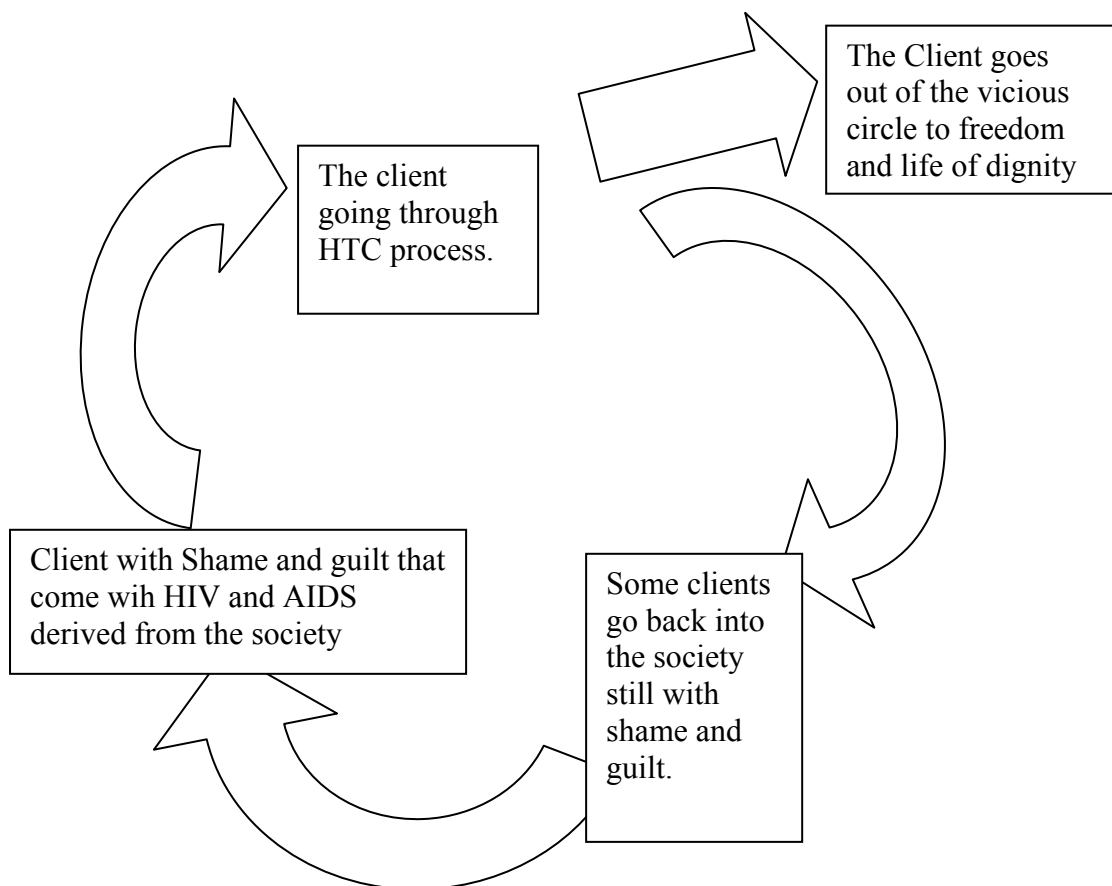 The Client goes
out of the vicious
circle to freedom
and life of dignity
The client
going through
HTC process.
Client with Shame and guilt that
come wih HIV and AIDS
derived from the society
Some clients
go back into
the society
still with
shame and
guilt.